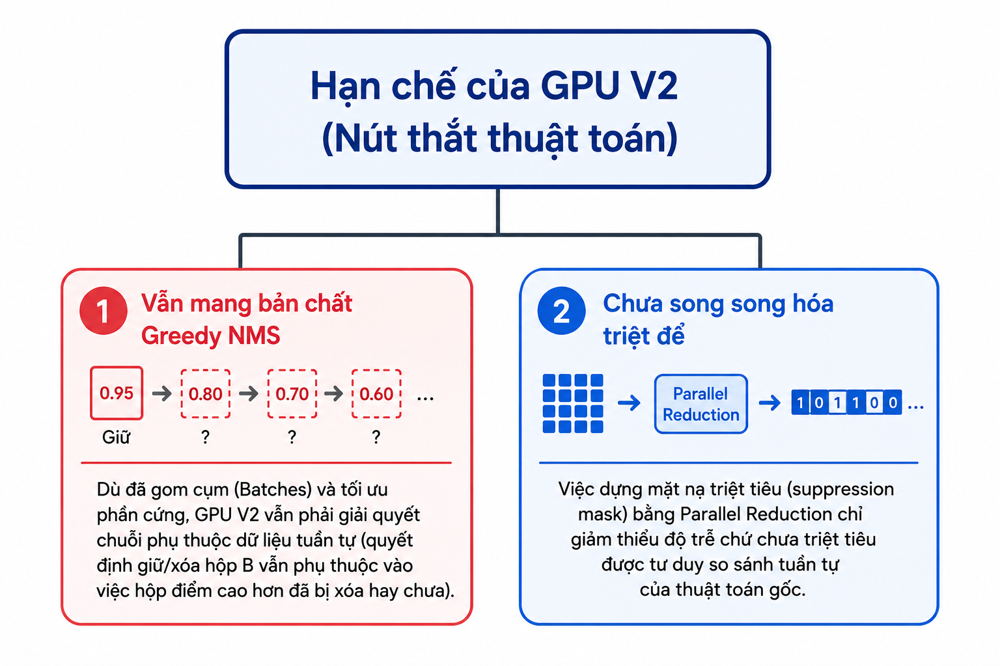 Hạn chế của GPU V2
(Nút thắt thuật toán)
1
Vẫn mang bản chất
Greedy NMS
0.95 0.80 0.70 0.60 ...
Giữ ? ? ?
Dù đã gom cụm (Batches) và tối ưu
phần cứng, GPU V2 vẫn phải giải quyết
chuỗi phụ thuộc dữ liệu tuần tự (quyết
định giữ/xóa hộp B vẫn phụ thuộc vào
việc hộp điểm cao hơn đã bị xóa hay chưa).
2
Chưa song song hóa
triệt để
Parallel
Reduction
1 0 1 1 0 0 ...
Việc dựng mặt nạ triệt tiêu (suppression
mask) bằng Parallel Reduction chỉ
giảm thiểu độ trễ chứ chưa triệt tiêu
được tư duy so sánh tuần tự
của thuật toán gốc.